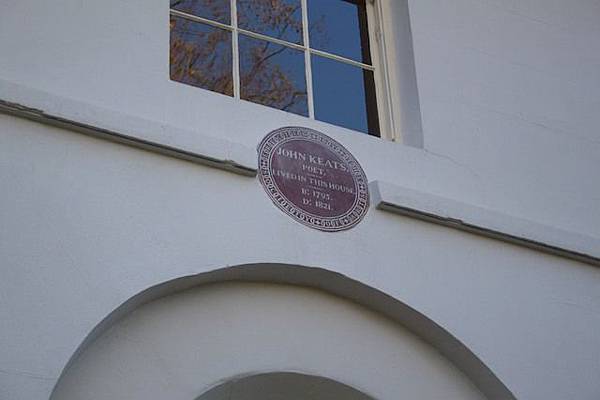 JOHN KEATS,
POET,
LIVED IN THIS HOUSE
B: 1795.
D: 1821.